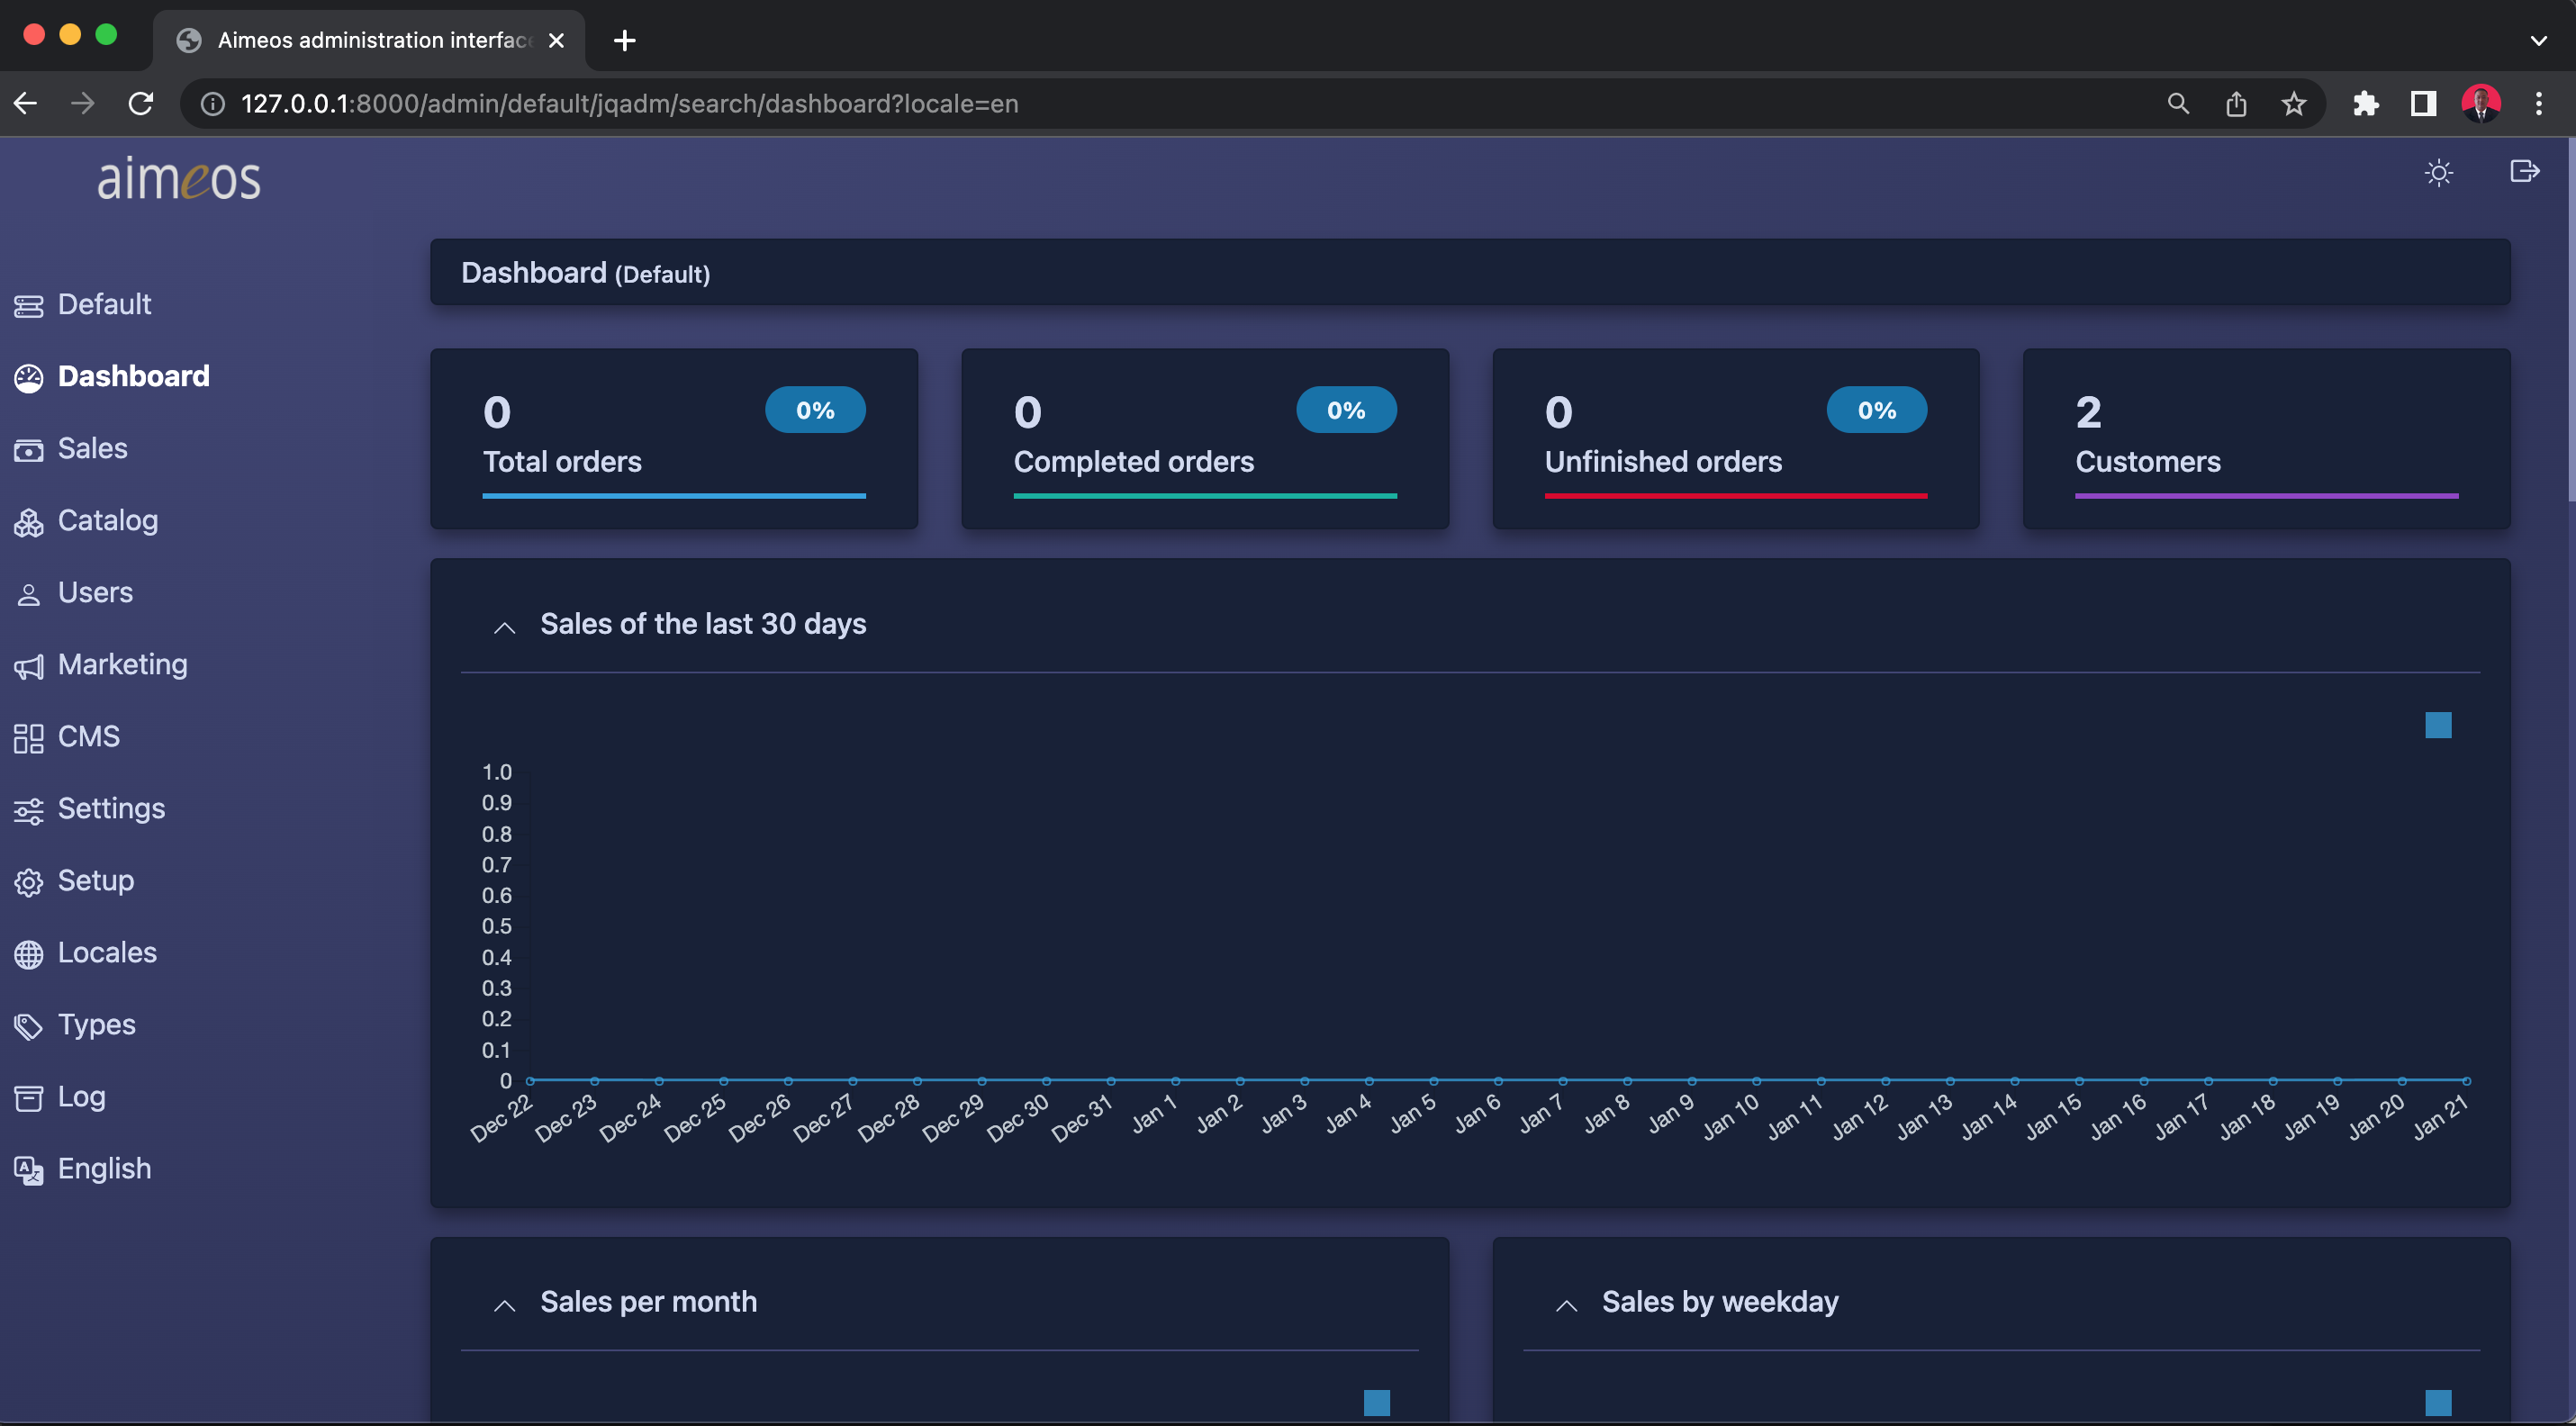 Aimeos administration interface
127.0.0.1:8000/admin/default/jqadm/search/dashboard?locale=en
aimeos
Default
Dashboard
Sales
Catalog
Users
Marketing
CMS
Settings
Setup
Locales
Types
Log
English
Dashboard (Default)
0
0%
Total orders
0
0%
Completed orders
0
0%
Unfinished orders
2
Customers
Sales of the last 30 days
1.0
0.9
0.8
0.7
0.6
0.5
0.4
0.3
0.2
0.1
0
Dec 22
Dec 23
Dec 24
Dec 25
Dec 26
Dec 27
Dec 28
Dec 29
Dec 30
Dec 31
Jan 1
Jan 2
Jan 3
Jan 4
Jan 5
Jan 6
Jan 7
Jan 8
Jan 9
Jan 10
Jan 11
Jan 12
Jan 13
Jan 14
Jan 15
Jan 16
Jan 17
Jan 18
Jan 19
Jan 20
Jan 21
Sales per month
Sales by weekday